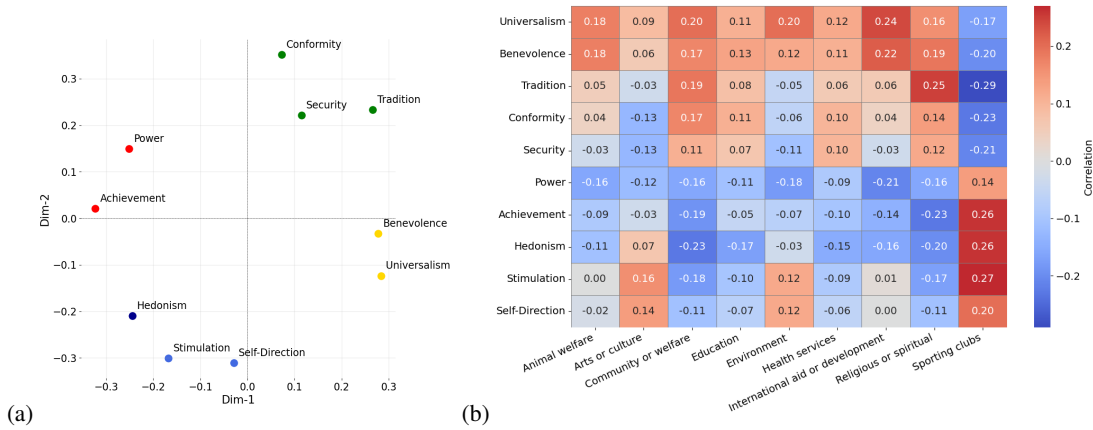 Conformity
Security
Tradition
Power
Achievement
Benevolence
Universalism
Hedonism
Stimulation
Self-Direction
0.3
0.2
0.1
0.0
−0.1
−0.2
−0.3
Dim-2
−0.3 −0.2 −0.1 0.0 0.1 0.2 0.3
Dim-1
(a)
Universalism 0.18 0.09 0.20 0.11 0.20 0.12 0.24 0.16 -0.17
Benevolence 0.18 0.06 0.17 0.13 0.12 0.11 0.22 0.19 -0.20
Tradition 0.05 -0.03 0.19 0.08 -0.05 0.06 0.06 0.25 -0.29
Conformity 0.04 -0.13 0.17 0.11 -0.06 0.10 0.04 0.14 -0.23
Security -0.03 -0.13 0.11 0.07 -0.11 0.10 -0.03 0.12 -0.21
Power -0.16 -0.12 -0.16 -0.11 -0.18 -0.09 -0.21 -0.16 0.14
Achievement -0.09 -0.03 -0.19 -0.05 -0.07 -0.10 -0.14 -0.23 0.26
Hedonism -0.11 0.07 -0.23 -0.17 -0.03 -0.15 -0.16 -0.20 0.26
Stimulation 0.00 0.16 -0.18 -0.10 0.12 -0.09 0.01 -0.17 0.27
Self-Direction -0.02 0.14 -0.11 -0.07 0.12 -0.06 0.00 -0.11 0.20
Animal welfare
Arts or culture
Community or welfare
Education
Environment
Health services
International aid or development
Religious or spiritual
Sporting clubs
0.2
0.1
0.0
−0.1
−0.2
Correlation
(b)